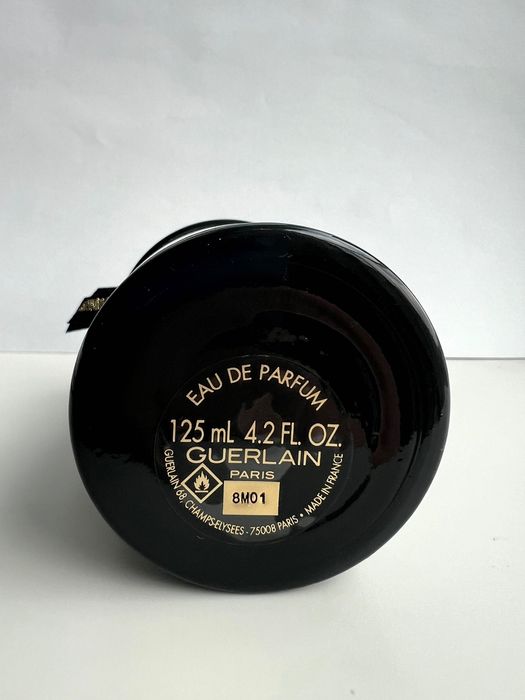 EAU DE PARFUM
125 mL 4.2 FL. OZ.
GUERLAIN
PARIS
8M01
GUERLAIN 68, CHAMPS-ELYSEES - 75008 PARIS • MADE IN FRANCE